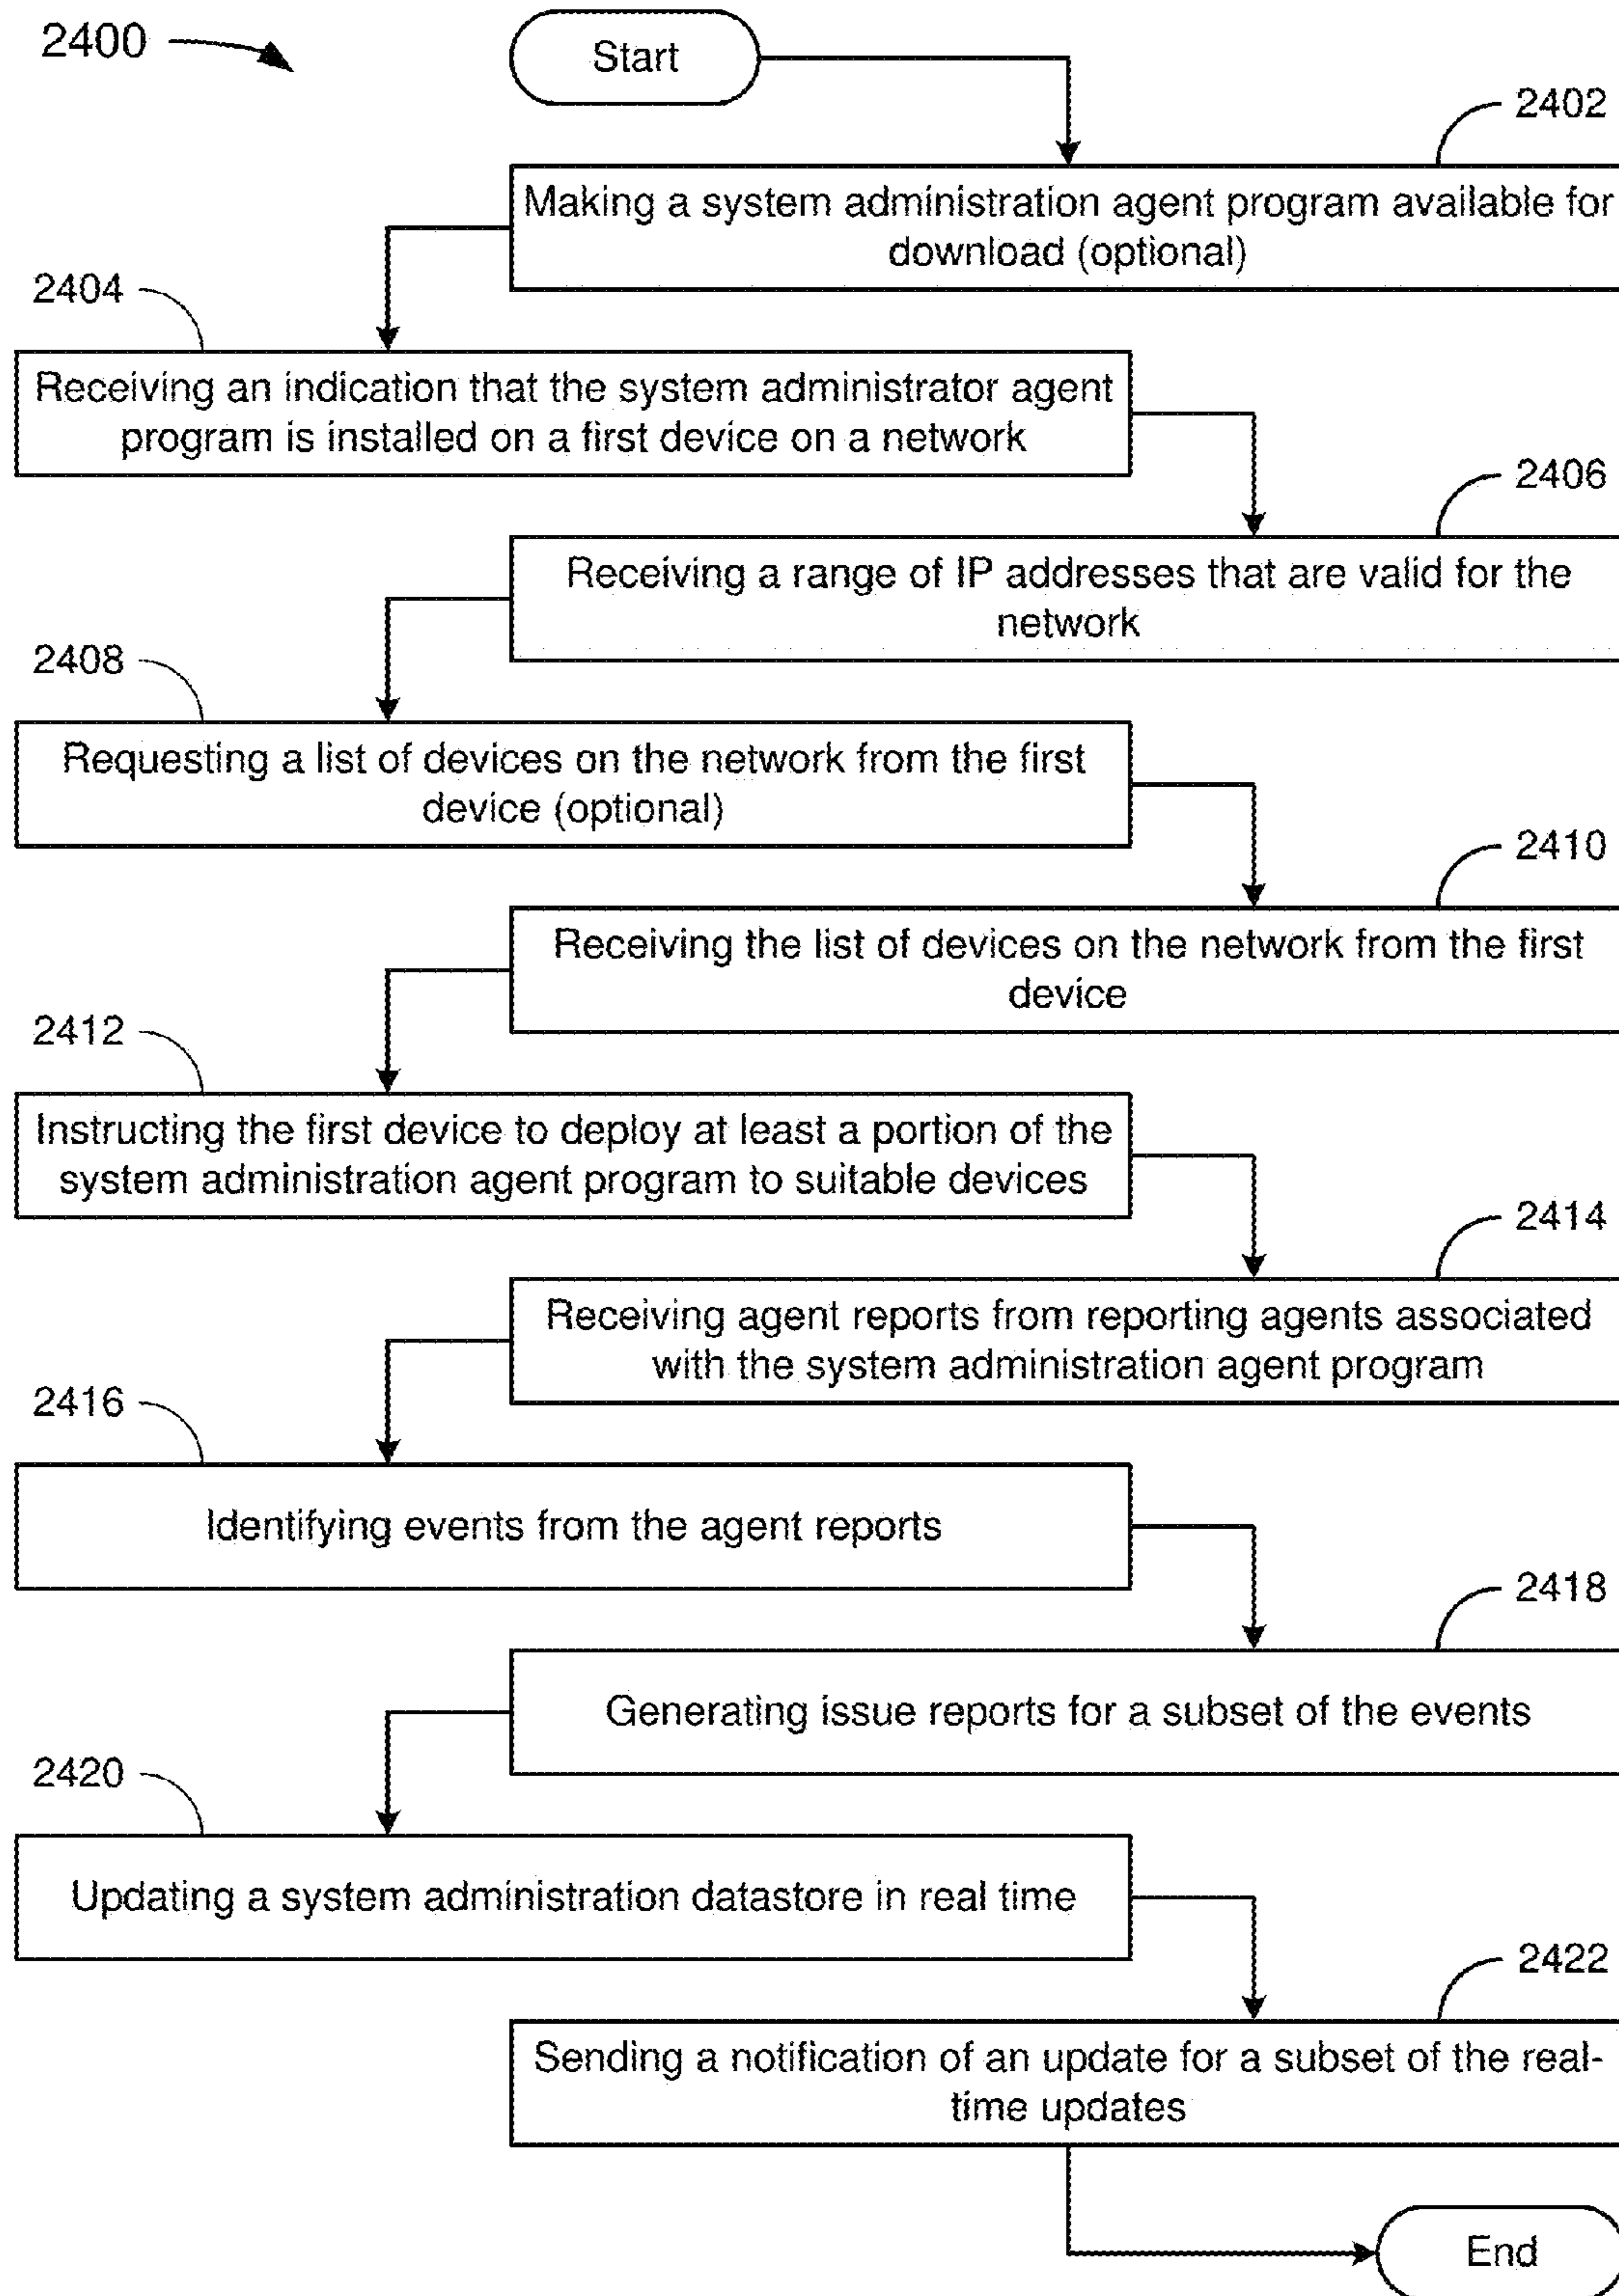 2400
Start
2402
Making a system administration agent program available for
download (optional)
2404
Receiving an indication that the system administrator agent
program is installed on a first device on a network
2406
Receiving a range of IP addresses that are valid for the
network
2408
Requesting a list of devices on the network from the first
device (optional)
2410
Receiving the list of devices on the network from the first
device
2412
Instructing the first device to deploy at least a portion of the
system administration agent program to suitable devices
2414
Receiving agent reports from reporting agents associated
with the system administration agent program
2416
Identifying events from the agent reports
2418
Generating issue reports for a subset of the events
2420
Updating a system administration datastore in real time
2422
Sending a notification of an update for a subset of the real-
time updates
End